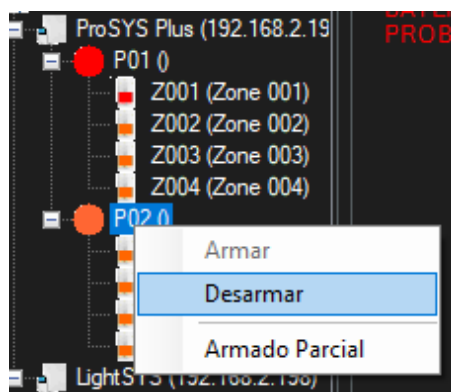 ProSYS Plus (192.168.2.19
PROB
P01 ()
Z001 (Zone 001)
Z002 (Zone 002)
Z003 (Zone 003)
Z004 (Zone 004)
P02 ()
Armar
Desarmar
Armado Parcial
LightSYS (192.168.2.198)